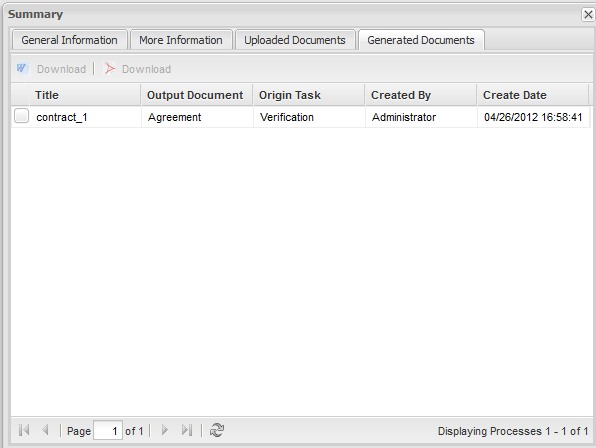 Summary
General Information More Information Uploaded Documents Generated Documents
Download Download
Title Output Document Origin Task Created By Create Date
contract_1 Agreement Verification Administrator 04/26/2012 16:58:41
Page 1 of 1 Displaying Processes 1 - 1 of 1